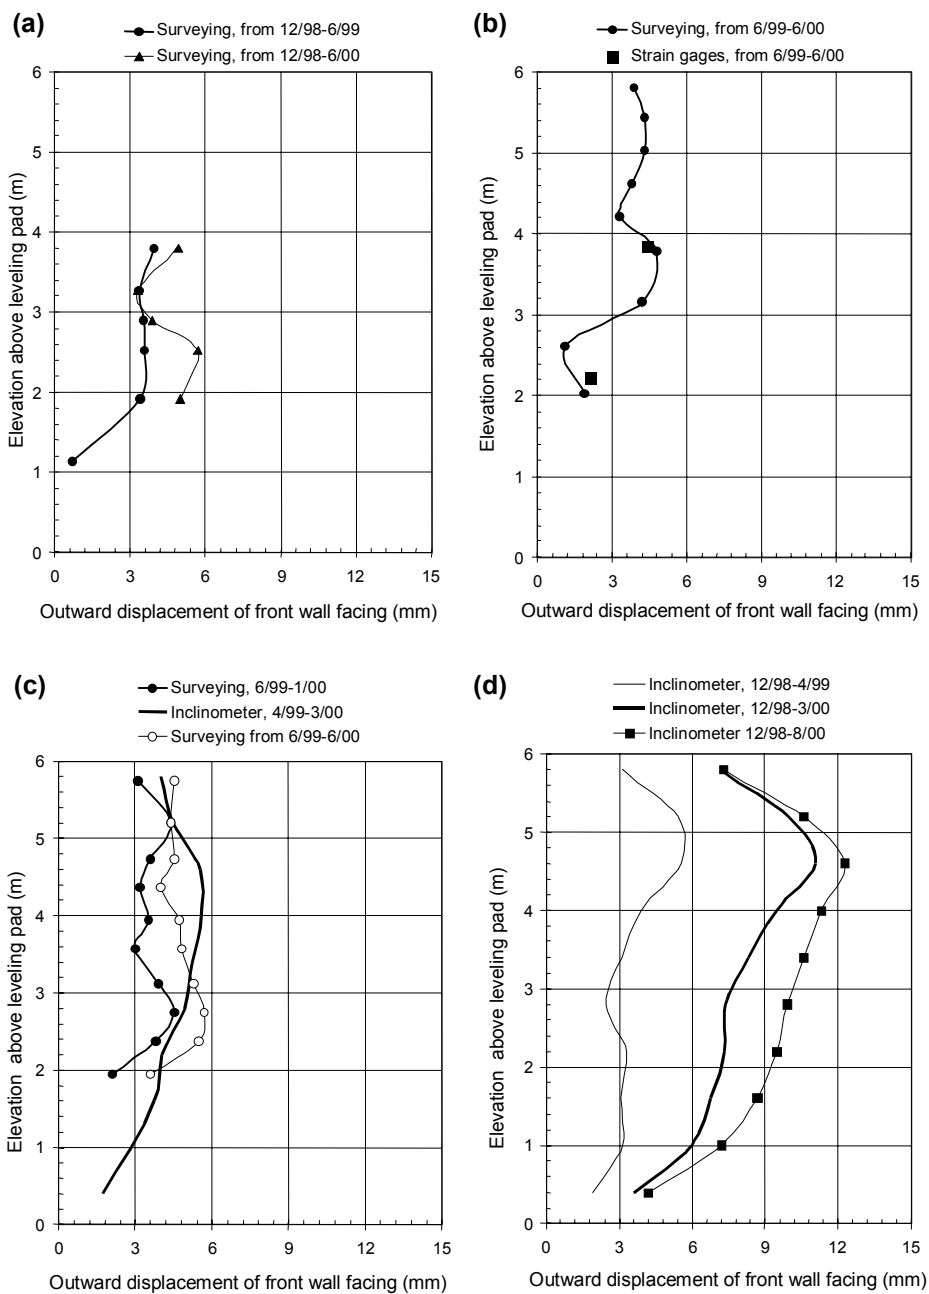 (a)
Surveying, from 12/98-6/99
Surveying, from 12/98-6/00
6
5
4
3
2
1
0
0 3 6 9 12 15
Elevation above leveling pad (m)
Outward displacement of front wall facing (mm)
(b)
Surveying, from 6/99-6/00
Strain gages, from 6/99-6/00
6
5
4
3
2
1
0
0 3 6 9 12 15
Elevation above leveling pad (m)
Outward displacement of front wall facing (mm)
(c)
Surveying, 6/99-1/00
Inclinometer, 4/99-3/00
Surveying from 6/99-6/00
6
5
4
3
2
1
0
0 3 6 9 12 15
Elevation above leveling pad (m)
Outward displacement of front wall facing (mm)
(d)
Inclinometer, 12/98-4/99
Inclinometer, 12/98-3/00
Inclinometer 12/98-8/00
6
5
4
3
2
1
0
0 3 6 9 12 15
Elevation above leveling pad (m)
Outward displacement of front wall facing (mm)